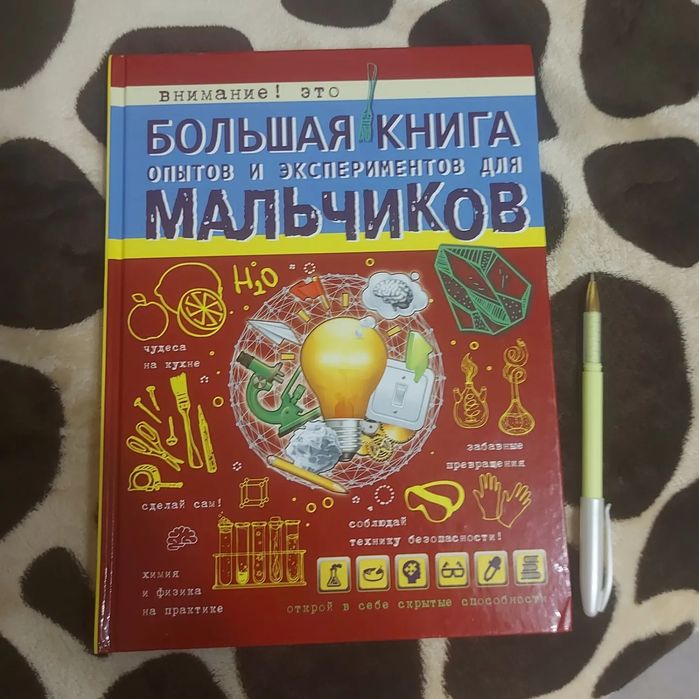 внимание! это
БОЛЬШАЯ КНИГА
ОПЫТОВ И ЭКСПЕРИМЕНТОВ ДЛЯ
МАЛЬЧИКОВ
H2O
чудеса
на кухне
забавные
превращения
сделай сам!
соблюдай
технику безопасности!
химия
и физика
на практике
открой в себе скрытые способности